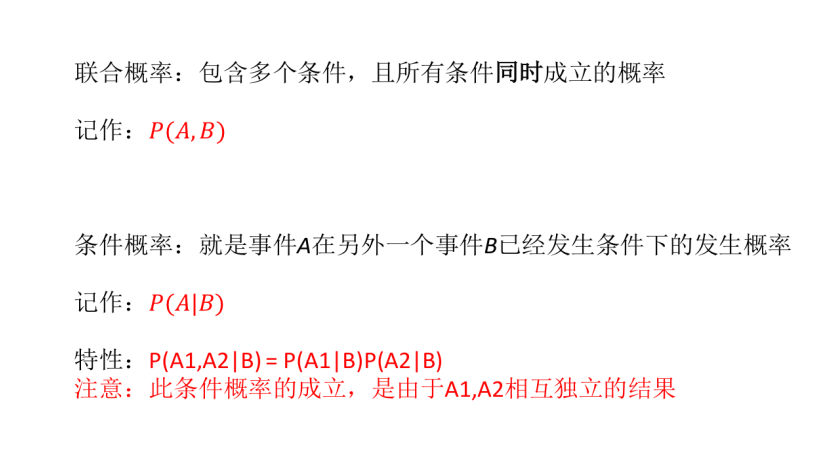 联合概率：包含多个条件，且所有条件同时成立的概率
记作：P(A,B)
条件概率：就是事件A在另外一个事件B已经发生条件下的发生概率
记作：P(A|B)
特性：P(A1,A2|B) = P(A1|B)P(A2|B)
注意：此条件概率的成立，是由于A1,A2相互独立的结果